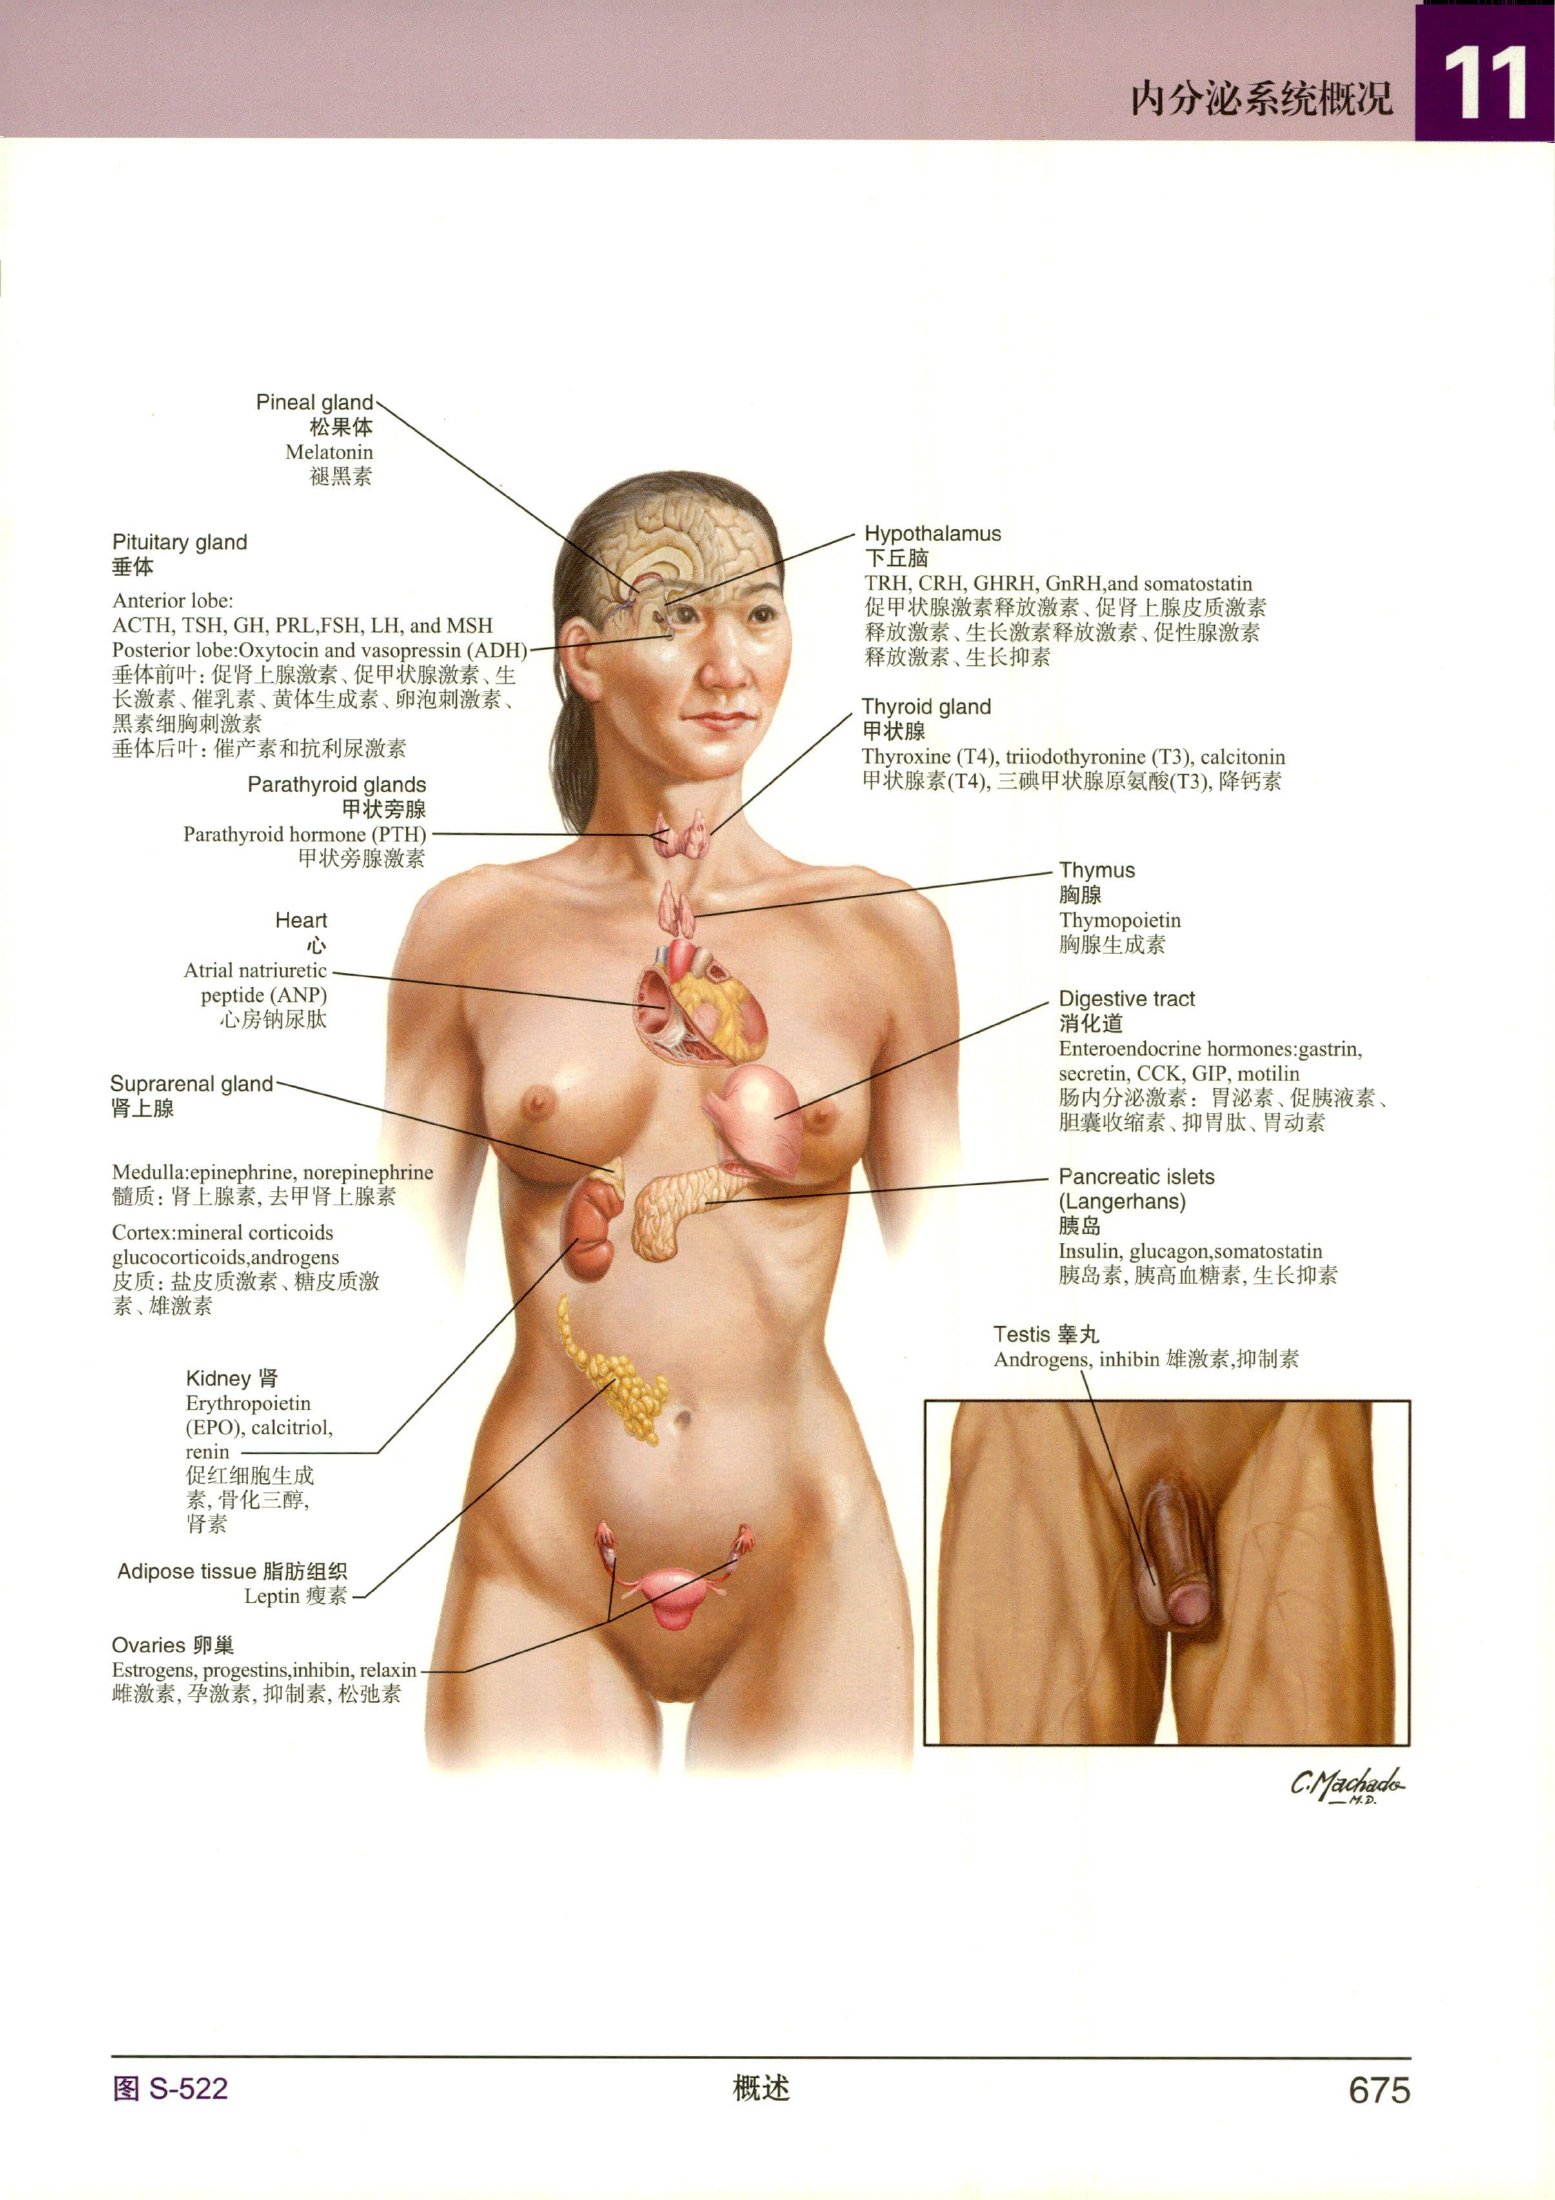 内分泌系统概况
11
Pineal gland
松果体
Melatonin
褪黑素
Pituitary gland
垂体
Anterior lobe:
ACTH, TSH, GH, PRL,FSH, LH, and MSH
Posterior lobe:Oxytocin and vasopressin (ADH)
垂体前叶: 促肾上腺激素、促甲状腺激素、生
长激素、催乳素、黄体生成素、卵泡刺激素、
黑素细胞刺激素
垂体后叶: 催产素和抗利尿激素
Parathyroid glands
甲状旁腺
Parathyroid hormone (PTH)
甲状旁腺激素
Heart
心
Atrial natriuretic
peptide (ANP)
心房钠尿肽
Suprarenal gland
肾上腺
Medulla:epinephrine, norepinephrine
髓质: 肾上腺素, 去甲肾上腺素
Cortex:mineral corticoids
glucocorticoids,androgens
皮质: 盐皮质激素、糖皮质激
素、雄激素
Kidney 肾
Erythropoietin
(EPO), calcitriol,
renin
促红细胞生成
素, 骨化三醇,
肾素
Adipose tissue 脂肪组织
Leptin 瘦素
Ovaries 卵巢
Estrogens, progestins,inhibin, relaxin
雌激素, 孕激素, 抑制素, 松弛素
Hypothalamus
下丘脑
TRH, CRH, GHRH, GnRH,and somatostatin
促甲状腺激素释放激素、促肾上腺皮质激素
释放激素、生长激素释放激素、促性腺激素
释放激素、生长抑素
Thyroid gland
甲状腺
Thyroxine (T4), triiodothyronine (T3), calcitonin
甲状腺素(T4), 三碘甲状腺原氨酸(T3), 降钙素
Thymus
胸腺
Thymopoietin
胸腺生成素
Digestive tract
消化道
Enteroendocrine hormones:gastrin,
secretin, CCK, GIP, motilin
肠内分泌激素: 胃泌素、促胰液素、
胆囊收缩素、抑胃肽、胃动素
Pancreatic islets
(Langerhans)
胰岛
Insulin, glucagon,somatostatin
胰岛素, 胰高血糖素, 生长抑素
Testis 睾丸
Androgens, inhibin 雄激素,抑制素
C.Machado
M.D.
图 S-522
概述
675